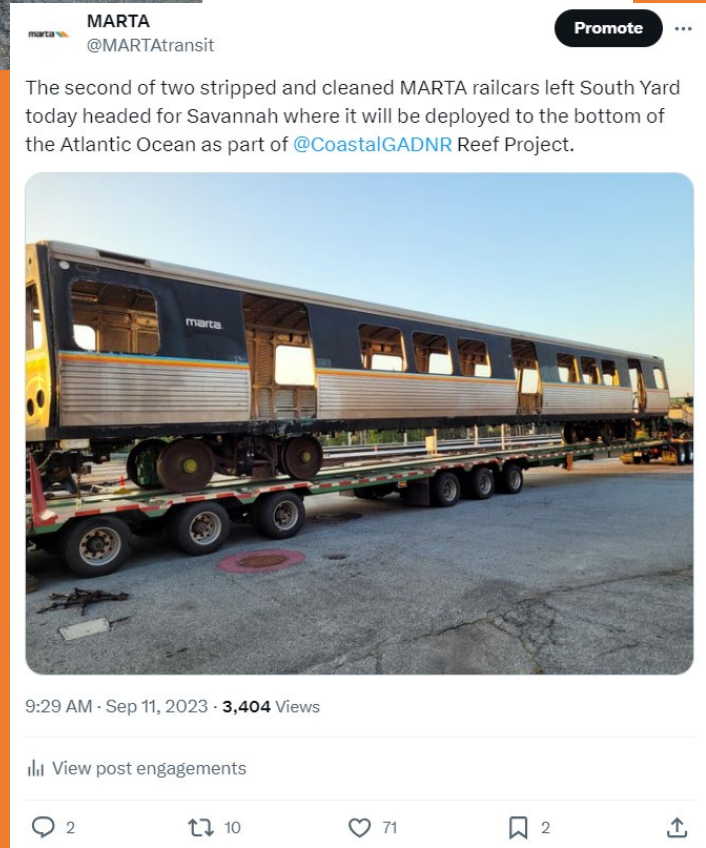 marta
MARTA
@MARTAtransit
Promote
The second of two stripped and cleaned MARTA railcars left South Yard
today headed for Savannah where it will be deployed to the bottom of
the Atlantic Ocean as part of @CoastalGADNR Reef Project.
marta
9:29 AM · Sep 11, 2023 · 3,404 Views
View post engagements
2 10 71 2